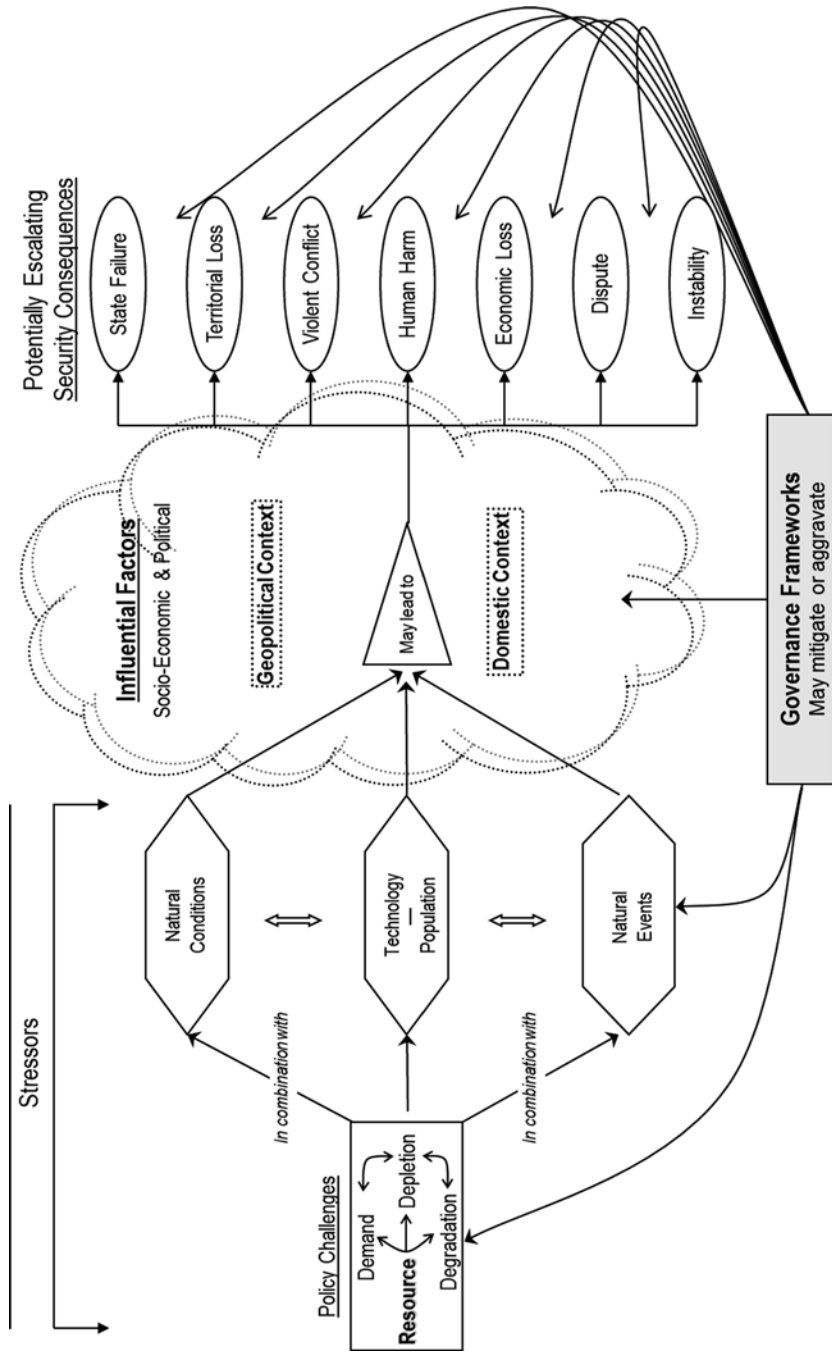 Stressors
Policy Challenges
Demand
Resource
Depletion
Degradation
In combination with
In combination with
Natural
Conditions
Technology
—
Population
Natural
Events
Influential Factors
Socio-Economic & Political
Geopolitical Context
May lead to
Domestic Context
Potentially Escalating
Security Consequences
State Failure
Territorial Loss
Violent Conflict
Human Harm
Economic Loss
Dispute
Instability
Governance Frameworks
May mitigate or aggravate